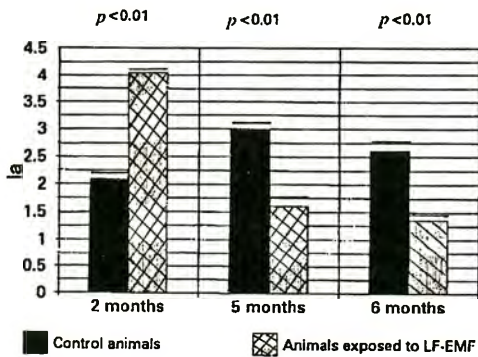 p<0.01 p<0.01 p<0.01
4.5
4
3.5
3
2.5
2
1.5
1
0.5
0
Ia
2 months 5 months 6 months
Control animals Animals exposed to LF-EMF